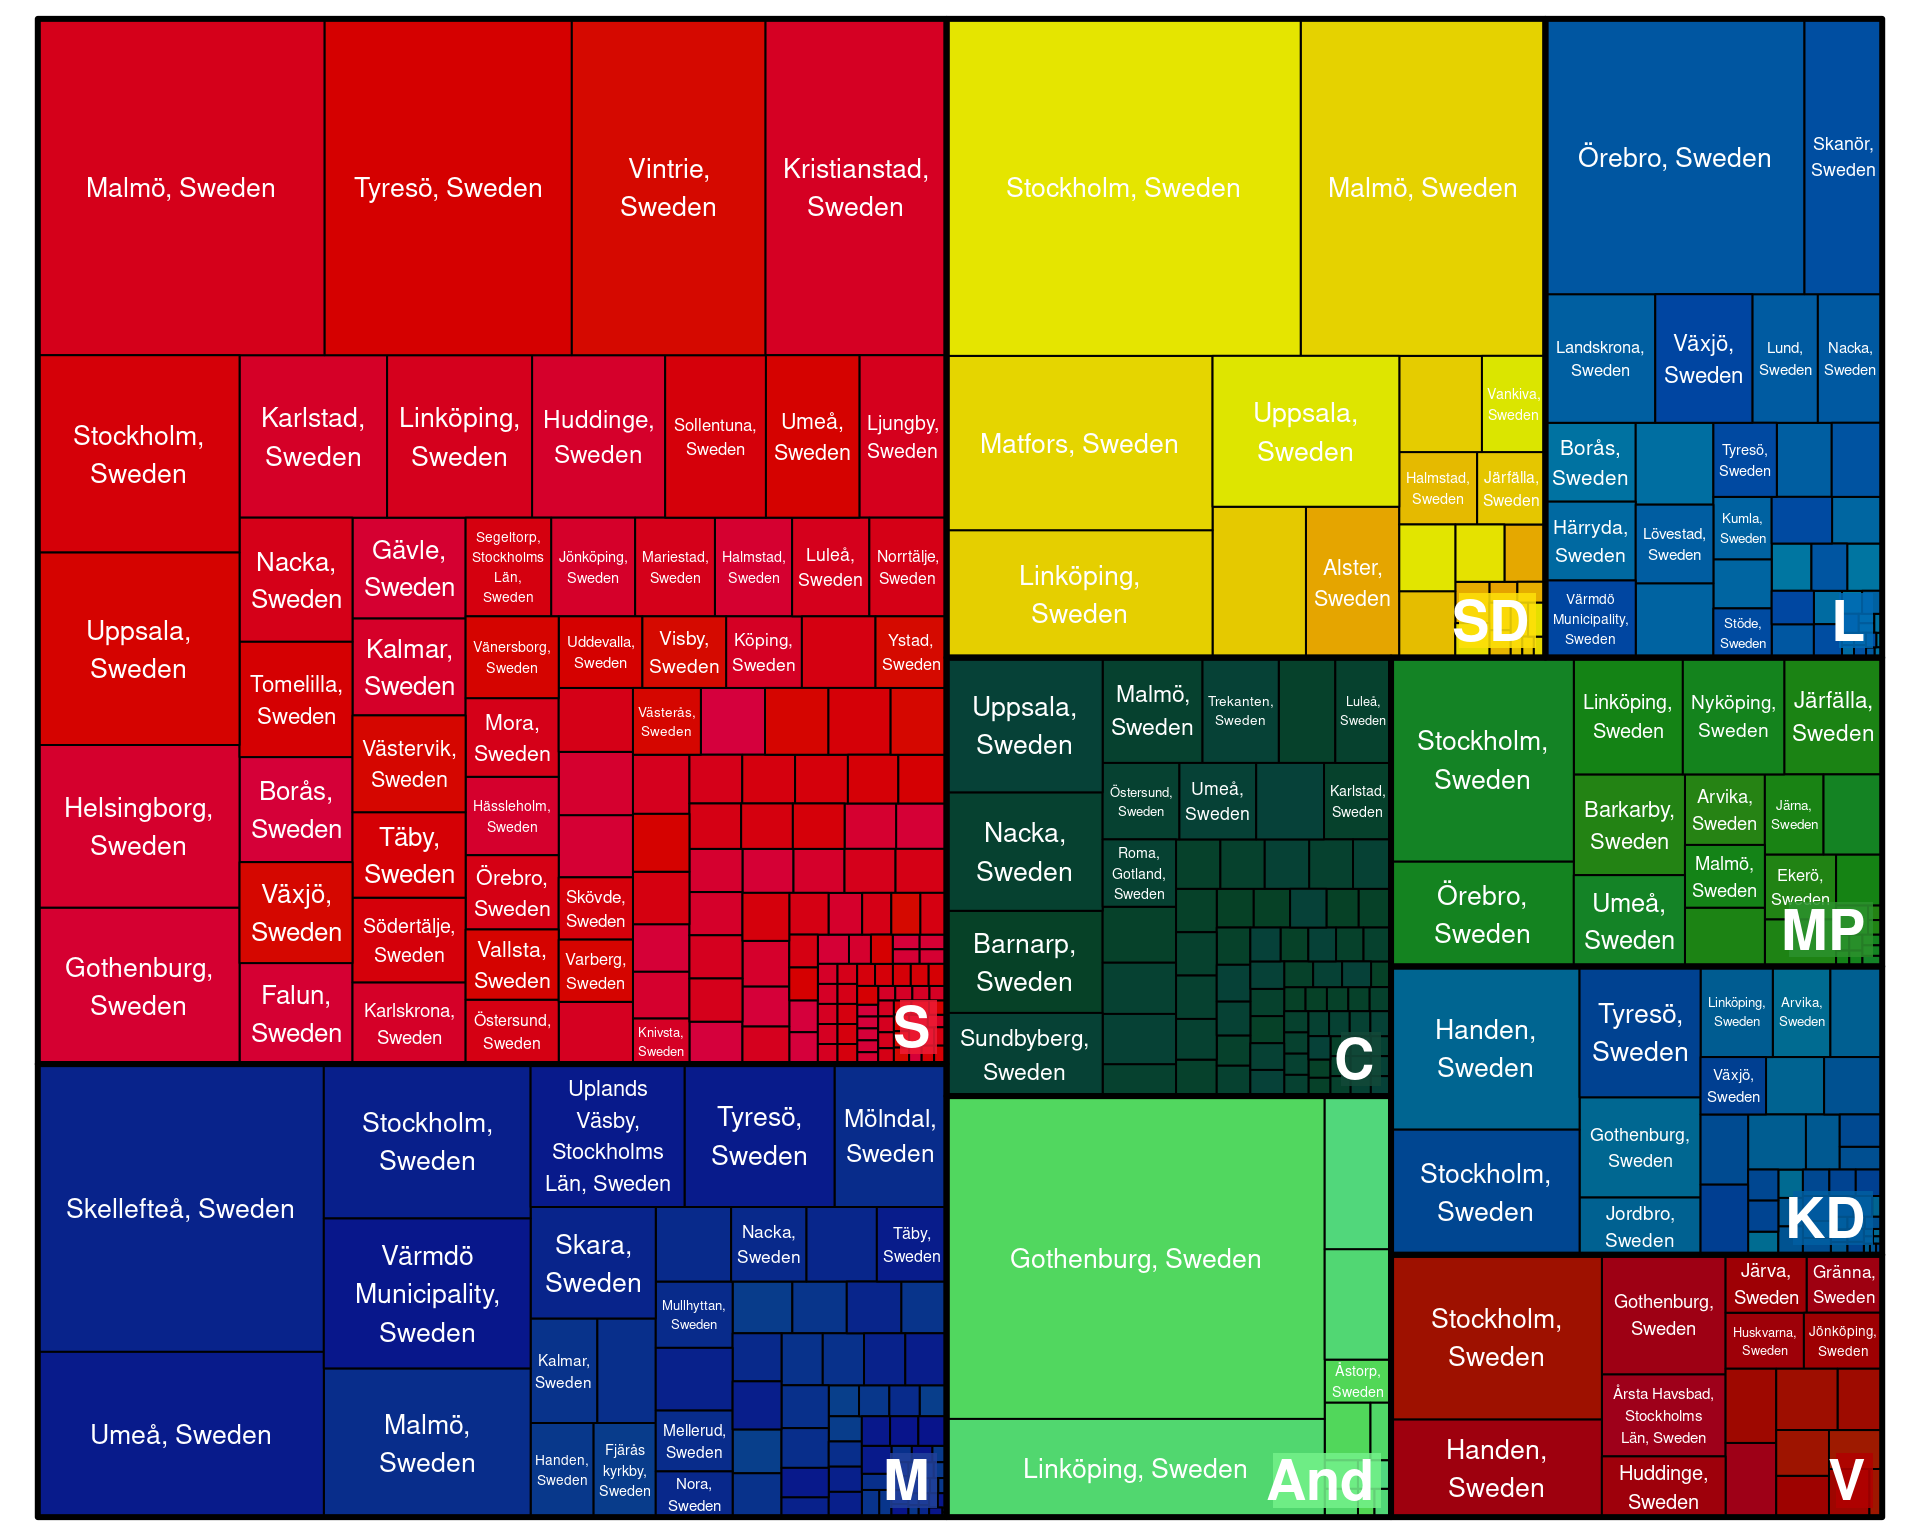 Malmö, Sweden
Tyresö, Sweden
Vintrie,
Sweden
Kristianstad,
Sweden
Stockholm,
Sweden
Karlstad,
Sweden
Linköping,
Sweden
Huddinge,
Sweden
Sollentuna,
Sweden
Umeå,
Sweden
Ljungby,
Sweden
Uppsala,
Sweden
Helsingborg,
Sweden
Gothenburg,
Sweden
Nacka,
Sweden
Tomelilla,
Sweden
Borås,
Sweden
Växjö,
Sweden
Falun,
Sweden
Gävle,
Sweden
Kalmar,
Sweden
Västervik,
Sweden
Täby,
Sweden
Södertälje,
Sweden
Karlskrona,
Sweden
Segeltorp,
Stockholms
Län,
Sweden
Jönköping,
Sweden
Mariestad,
Sweden
Halmstad,
Sweden
Luleå,
Sweden
Norrtälje,
Sweden
Vänersborg,
Sweden
Mora,
Sweden
Hässleholm,
Sweden
Örebro,
Sweden
Vallsta,
Sweden
Östersund,
Sweden
Uddevalla,
Sweden
Visby,
Sweden
Köping,
Sweden
Ystad,
Sweden
Västerås,
Sweden
Skövde,
Sweden
Varberg,
Sweden
Knivsta,
Sweden
S
Skellefteå, Sweden
Umeå, Sweden
Stockholm,
Sweden
Värmdö
Municipality,
Sweden
Malmö,
Sweden
Uplands
Väsby,
Stockholms
Län, Sweden
Tyresö,
Sweden
Mölndal,
Sweden
Skara,
Sweden
Nacka,
Sweden
Täby,
Sweden
Mullhyttan,
Sweden
Kalmar,
Sweden
Handen,
Sweden
Fjärås
kyrkby,
Sweden
Mellerud,
Sweden
Nora,
Sweden
M
Stockholm, Sweden
Malmö, Sweden
Matfors, Sweden
Linköping,
Sweden
Uppsala,
Sweden
Alster,
Sweden
Vankiva,
Sweden
Halmstad,
Sweden
Järfälla,
Sweden
SD
Uppsala,
Sweden
Nacka,
Sweden
Barnarp,
Sweden
Sundbyberg,
Sweden
Malmö,
Sweden
Trekanten,
Sweden
Luleå,
Sweden
Östersund,
Sweden
Umeå,
Sweden
Karlstad,
Sweden
Roma,
Gotland,
Sweden
C
Gothenburg, Sweden
Linköping, Sweden
Åstorp,
Sweden
And
Örebro, Sweden
Skanör,
Sweden
Landskrona,
Sweden
Växjö,
Sweden
Lund,
Sweden
Nacka,
Sweden
Borås,
Sweden
Härryda,
Sweden
Värmdö
Municipality,
Sweden
Lövestad,
Sweden
Tyresö,
Sweden
Kumla,
Sweden
Stöde,
Sweden
L
Stockholm,
Sweden
Örebro,
Sweden
Linköping,
Sweden
Nyköping,
Sweden
Järfälla,
Sweden
Barkarby,
Sweden
Umeå,
Sweden
Arvika,
Sweden
Malmö,
Sweden
Järna,
Sweden
Ekerö,
Sweden
MP
Handen,
Sweden
Stockholm,
Sweden
Tyresö,
Sweden
Gothenburg,
Sweden
Jordbro,
Sweden
Linköping,
Sweden
Arvika,
Sweden
Växjö,
Sweden
KD
Stockholm,
Sweden
Handen,
Sweden
Gothenburg,
Sweden
Årsta Havsbad,
Stockholms
Län, Sweden
Huddinge,
Sweden
Järva,
Sweden
Gränna,
Sweden
Huskvarna,
Sweden
Jönköping,
Sweden
V